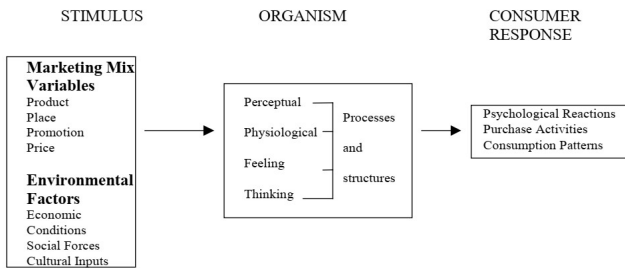 STIMULUS
ORGANISM
CONSUMER
RESPONSE
Marketing Mix
Variables
Product
Place
Promotion
Price
Environmental
Factors
Economic
Conditions
Social Forces
Cultural Inputs
Perceptual
Physiological
Feeling
Thinking
Processes
and
structures
Psychological Reactions
Purchase Activities
Consumption Patterns